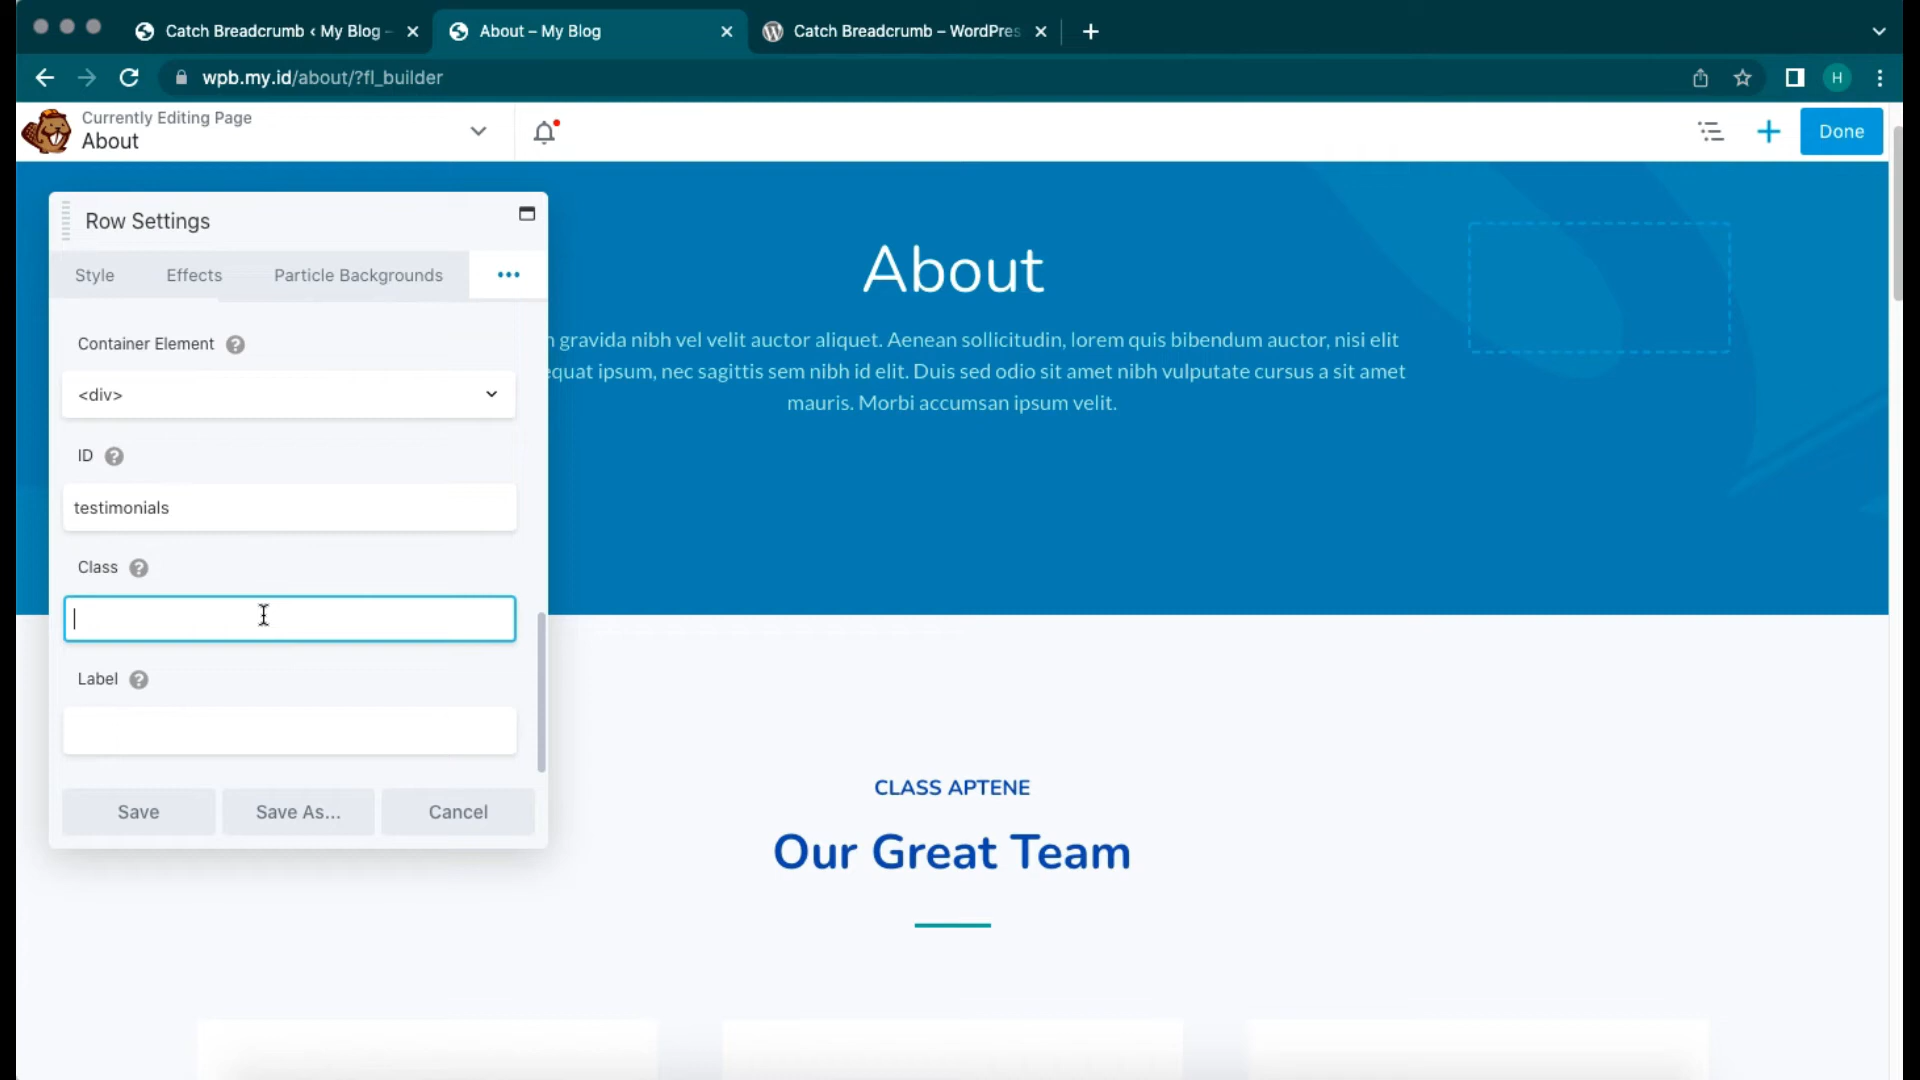 Catch Breadcrumb ‹ My Blog –
About – My Blog
Catch Breadcrumb – WordPres
wpb.my.id/about/?fl_builder
H
Currently Editing Page
About
Done
Row Settings
Style
Effects
Particle Backgrounds
Container Element
<div>
ID
testimonials
Class
Label
Save
Save As...
Cancel
About
gravida nibh vel velit auctor aliquet. Aenean sollicitudin, lorem quis bibendum auctor, nisi elit
equat ipsum, nec sagittis sem nibh id elit. Duis sed odio sit amet nibh vulputate cursus a sit amet
mauris. Morbi accumsan ipsum velit.
CLASS APTENE
Our Great Team